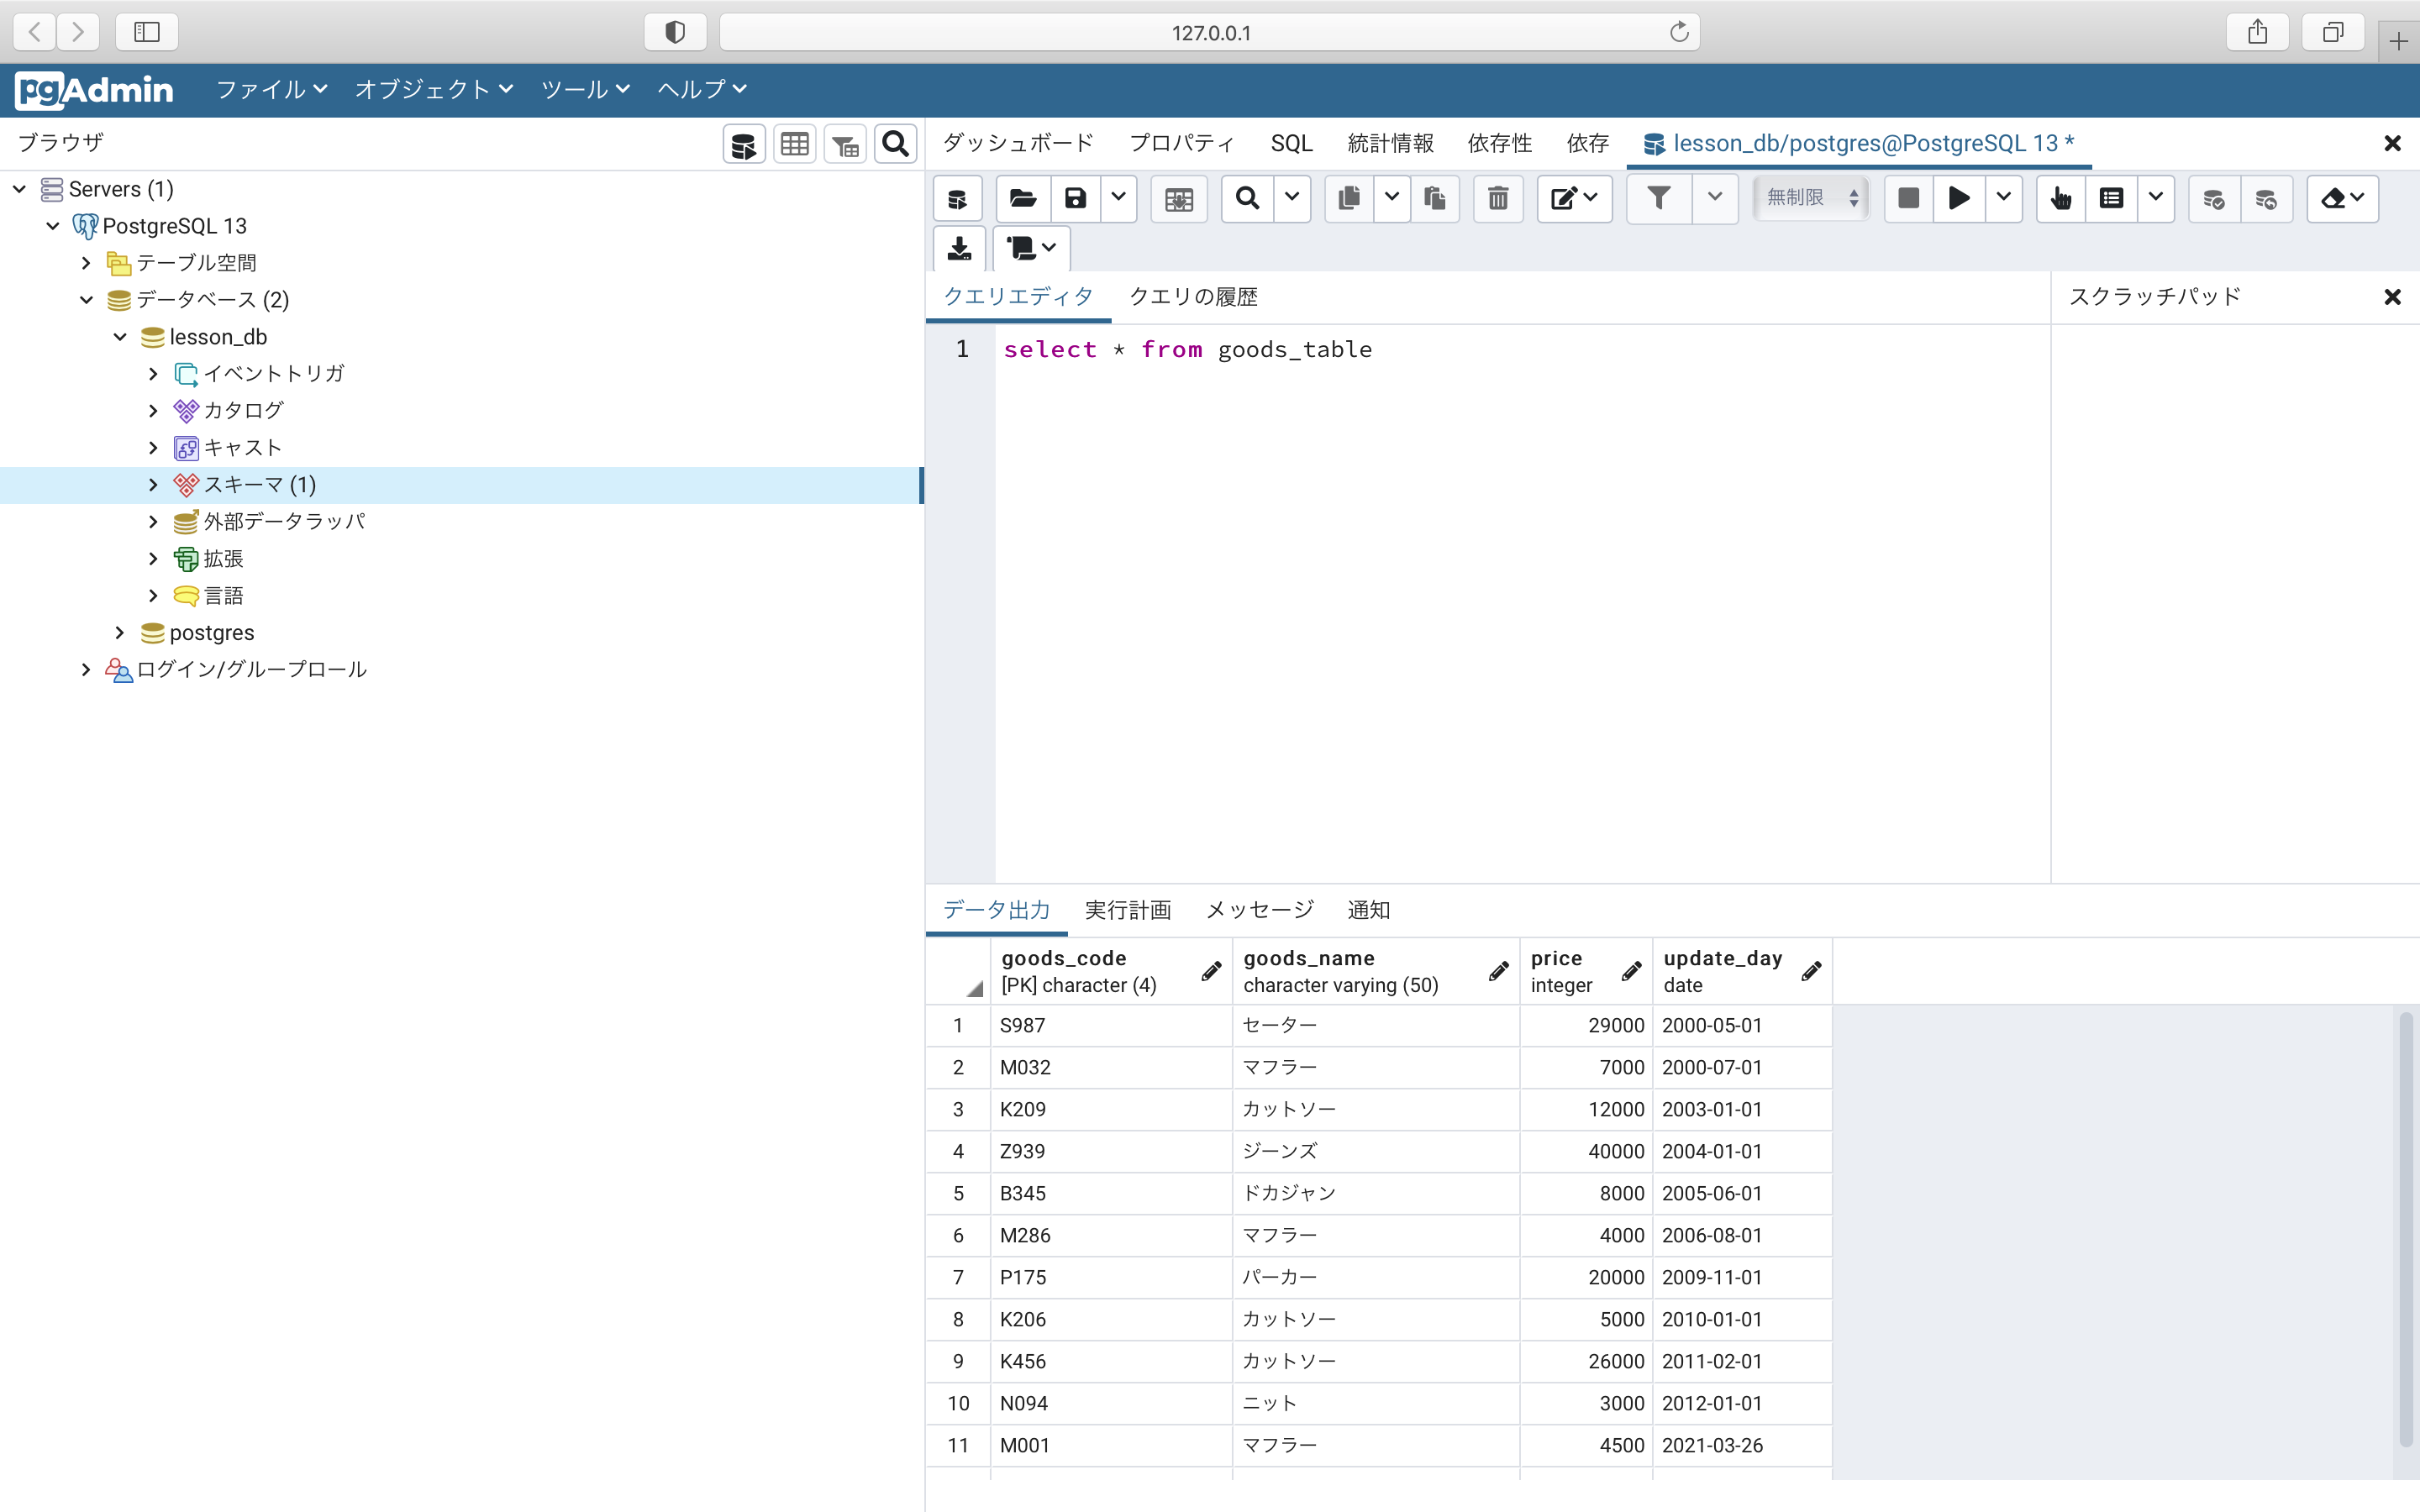 127.0.0.1
pgAdmin ファイル オブジェクト ツール ヘルプ
ブラウザ
Servers (1)
PostgreSQL 13
テーブル空間
データベース (2)
lesson_db
イベントトリガ
カタログ
キャスト
スキーマ (1)
外部データラッパ
拡張
言語
postgres
ログイン/グループロール
ダッシュボード プロパティ SQL 統計情報 依存性 依存 lesson_db/postgres@PostgreSQL 13 *
無制限
クエリエディタ クエリの履歴 スクラッチパッド
1 select * from goods_table
データ出力 実行計画 メッセージ 通知
goods_code goods_name price update_day
[PK] character (4) character varying (50) integer date
1 S987 セーター 29000 2000-05-01
2 M032 マフラー 7000 2000-07-01
3 K209 カットソー 12000 2003-01-01
4 Z939 ジーンズ 40000 2004-01-01
5 B345 ドカジャン 8000 2005-06-01
6 M286 マフラー 4000 2006-08-01
7 P175 パーカー 20000 2009-11-01
8 K206 カットソー 5000 2010-01-01
9 K456 カットソー 26000 2011-02-01
10 N094 ニット 3000 2012-01-01
11 M001 マフラー 4500 2021-03-26